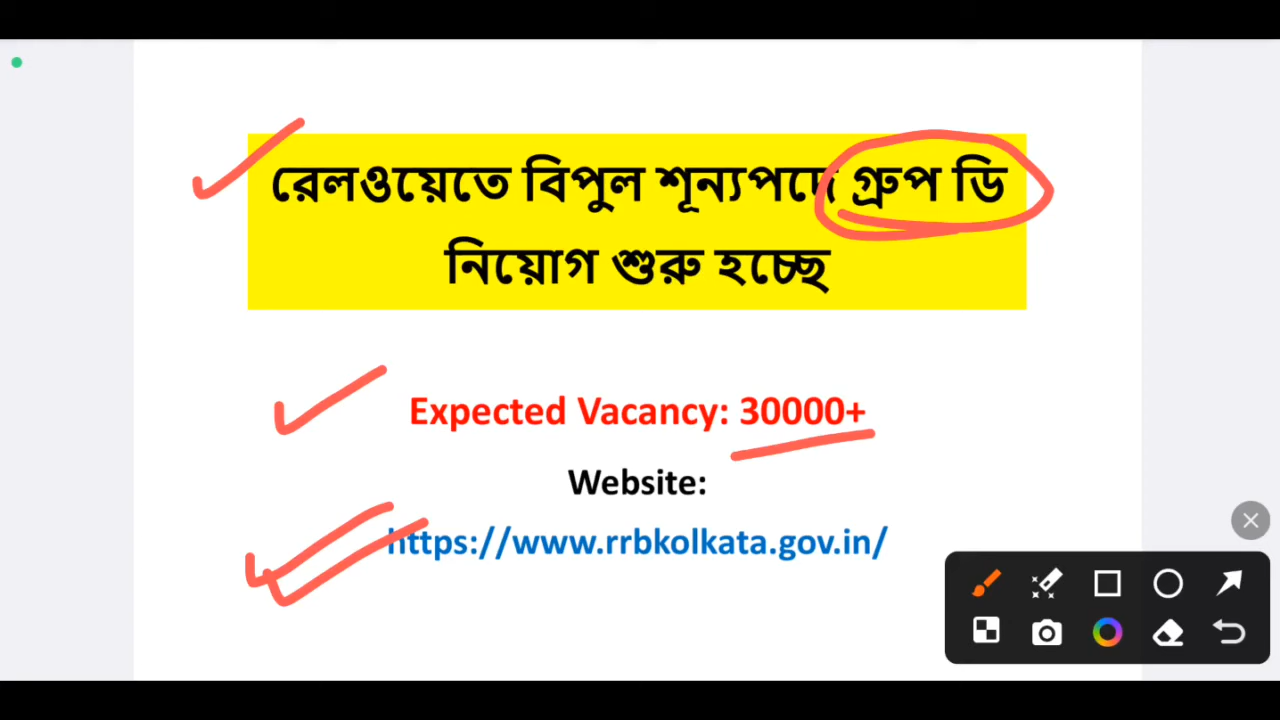 রেলওয়েতে বিপুল শূন্যপদে গ্রুপ ডি
নিয়োগ শুরু হচ্ছে
Expected Vacancy: 30000+
Website:
https://www.rrbkolkata.gov.in/